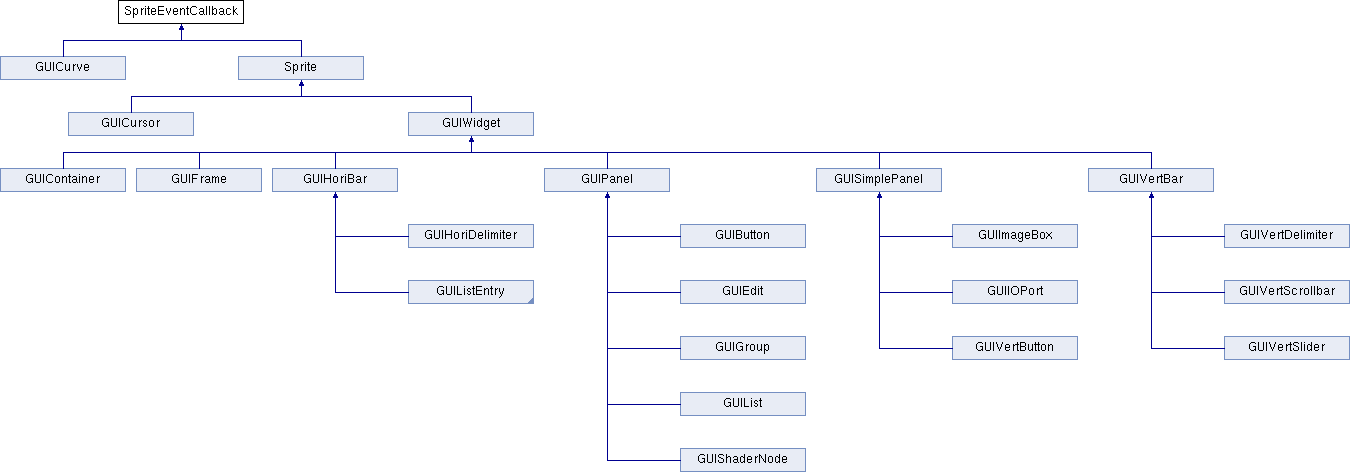 SpriteEventCallback
GUICurve
Sprite
GUICursor
GUIWidget
GUIContainer
GUIFrame
GUIHoriBar
GUIPanel
GUISimplePanel
GUIVertBar
GUIHoriDelimiter
GUIButton
GUIImageBox
GUIVertDelimiter
GUIListEntry
GUIEdit
GUIIOPort
GUIVertScrollbar
GUIGroup
GUIVertButton
GUIVertSlider
GUIList
GUIShaderNode